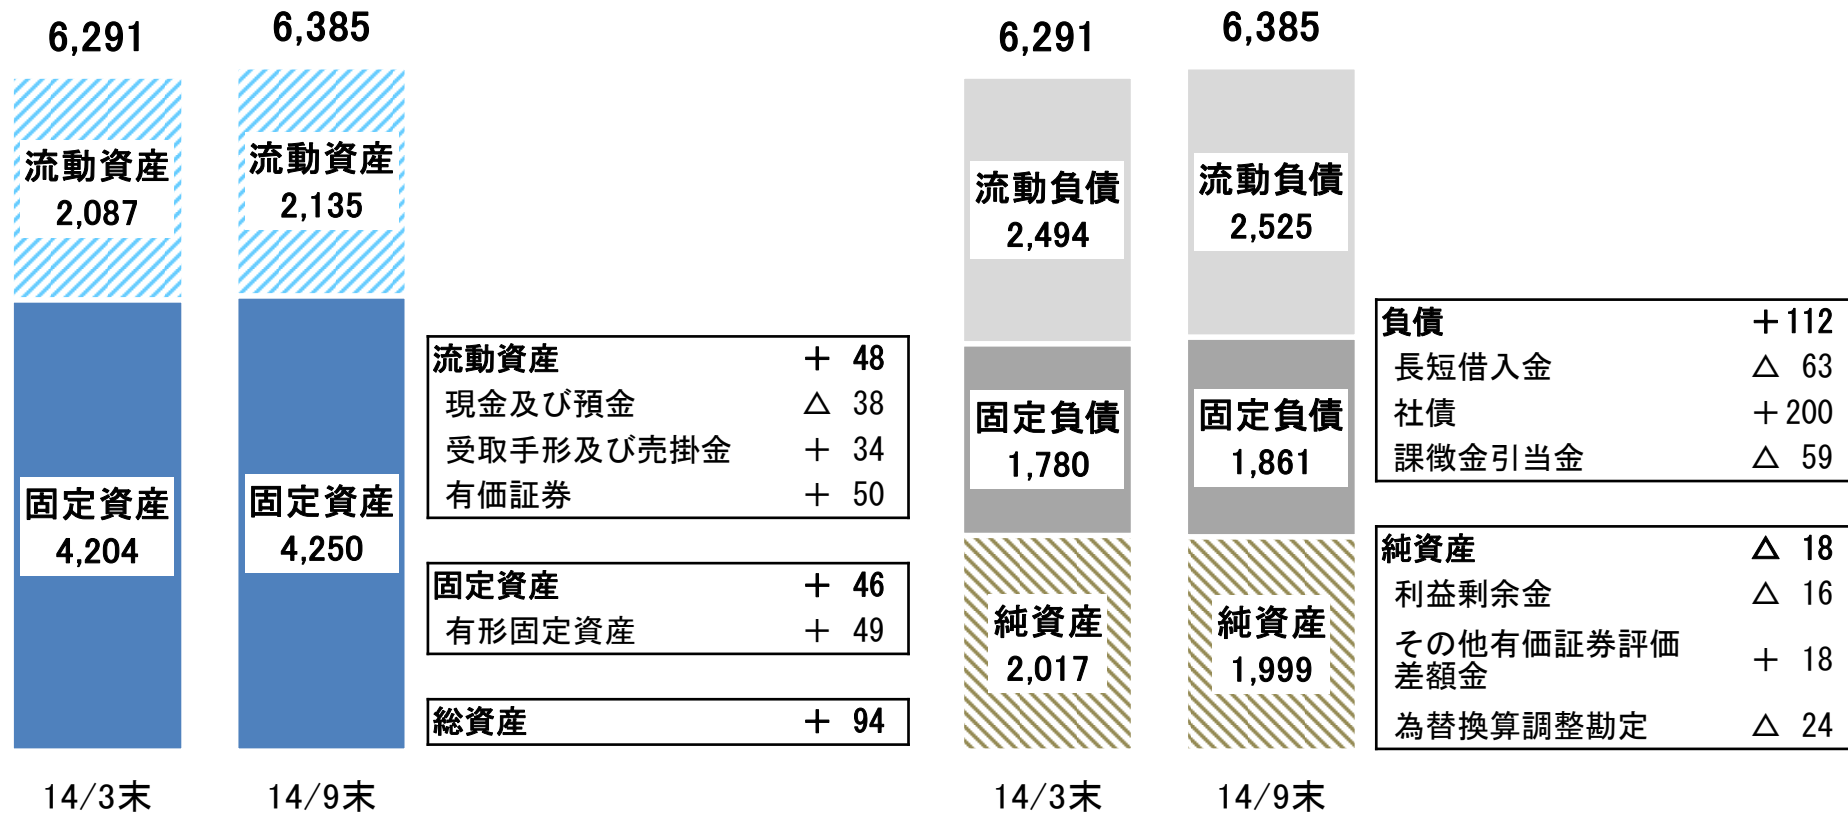 6,291
6,385
流動資産
2,087
流動資産
2,135
固定資産
4,204
固定資産
4,250
14/3末
14/9末
流動資産 ＋ 48
現金及び預金 △ 38
受取手形及び売掛金 ＋ 34
有価証券 ＋ 50
固定資産 ＋ 46
有形固定資産 ＋ 49
総資産 ＋ 94
6,291
6,385
流動負債
2,494
流動負債
2,525
固定負債
1,780
固定負債
1,861
純資産
2,017
純資産
1,999
14/3末
14/9末
負債 ＋112
長短借入金 △ 63
社債 ＋200
課徴金引当金 △ 59
純資産 △ 18
利益剰余金 △ 16
その他有価証券評価
差額金 ＋ 18
為替換算調整勘定 △ 24